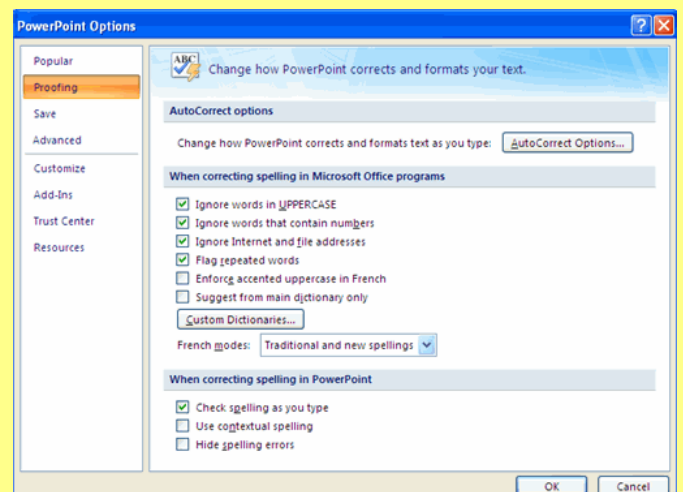 PowerPoint Options
Popular
Proofing
Save
Advanced
Customize
Add-Ins
Trust Center
Resources
ABC
Change how PowerPoint corrects and formats your text.
AutoCorrect options
Change how PowerPoint corrects and formats text as you type: AutoCorrect Options...
When correcting spelling in Microsoft Office programs
Ignore words in UPPERCASE
Ignore words that contain numbers
Ignore Internet and file addresses
Flag repeated words
Enforce accented uppercase in French
Suggest from main dictionary only
Custom Dictionaries...
French modes: Traditional and new spellings
When correcting spelling in PowerPoint
Check spelling as you type
Use contextual spelling
Hide spelling errors
OK Cancel